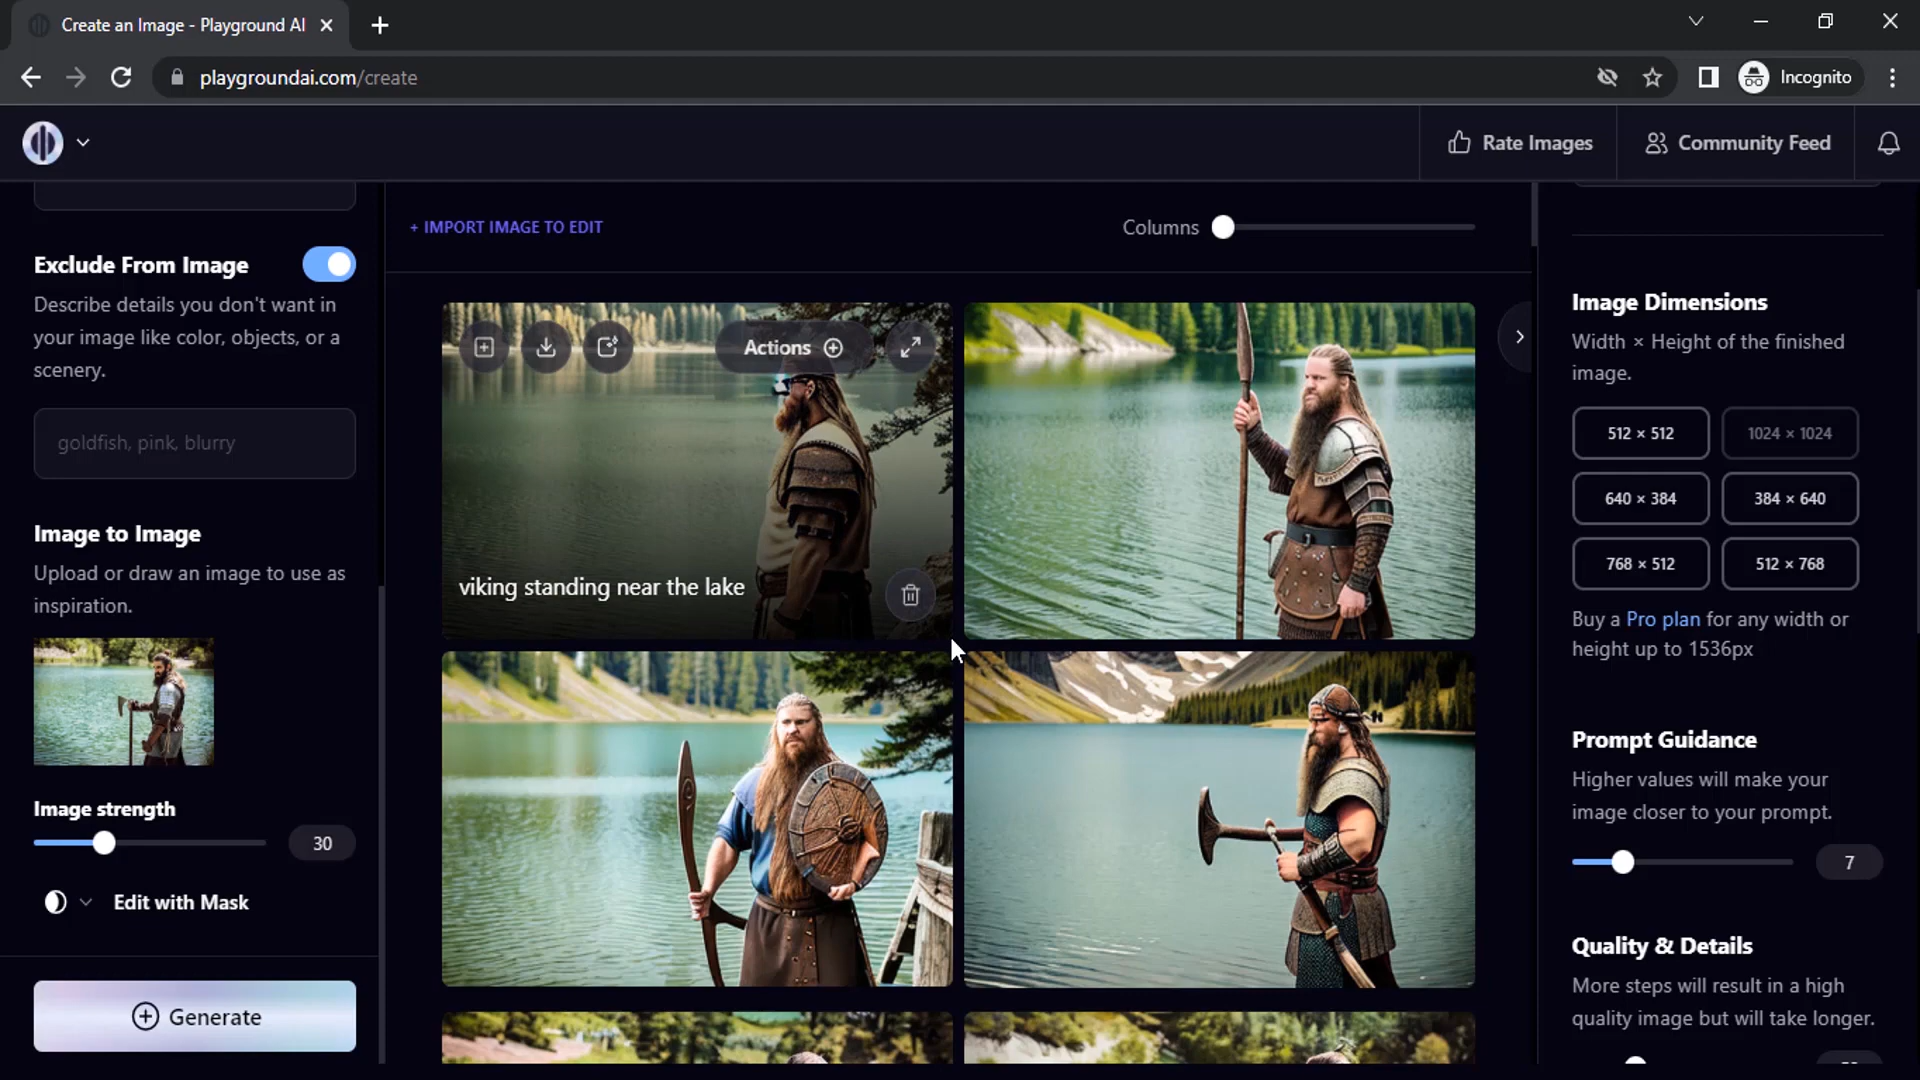 Create an Image - Playground AI
playgroundai.com/create
Incognito
Rate Images
Community Feed
Exclude From Image
Describe details you don't want in
your image like color, objects, or a
scenery.
goldfish, pink, blurry
Image to Image
Upload or draw an image to use as
inspiration.
Image strength
30
Edit with Mask
Generate
+ IMPORT IMAGE TO EDIT
Columns
Actions
viking standing near the lake
Image Dimensions
Width × Height of the finished
image.
512 × 512
1024 × 1024
640 × 384
384 × 640
768 × 512
512 × 768
Buy a Pro plan for any width or
height up to 1536px
Prompt Guidance
Higher values will make your
image closer to your prompt.
7
Quality & Details
More steps will result in a high
quality image but will take longer.